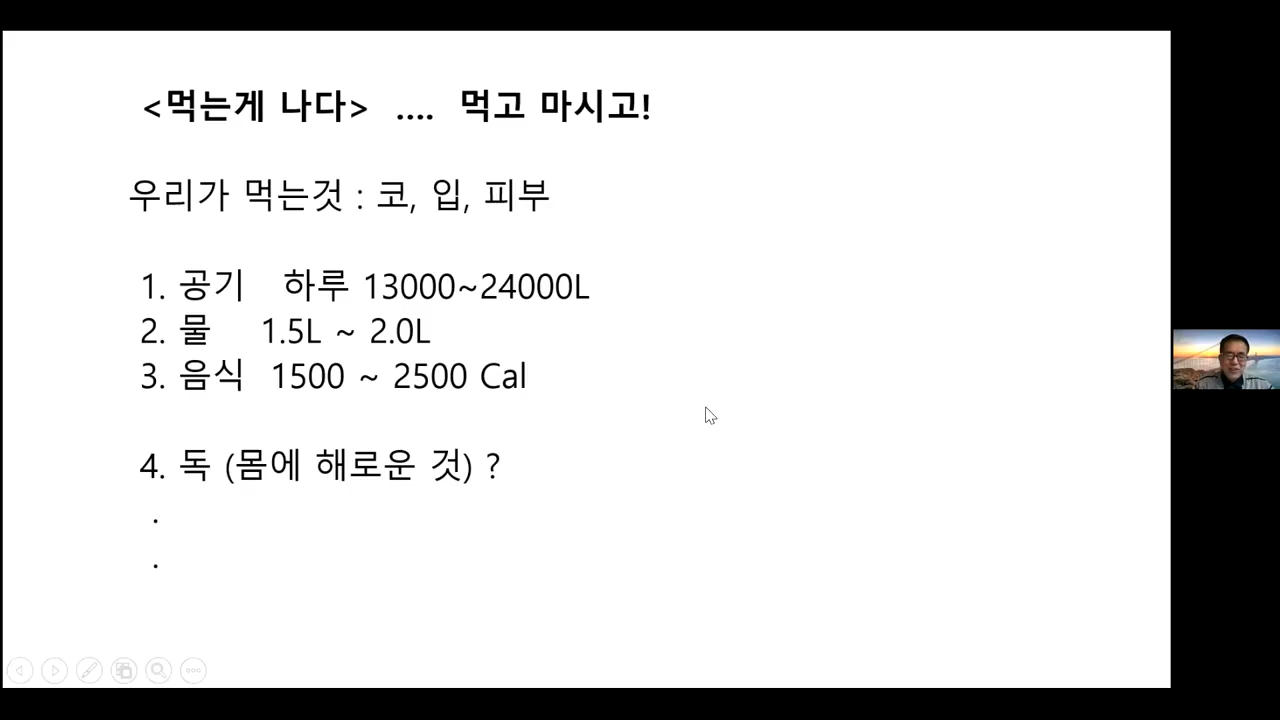 <먹는게 나다> .... 먹고 마시고!
우리가 먹는것 : 코, 입, 피부
1. 공기 하루 13000~24000L
2. 물 1.5L ~ 2.0L
3. 음식 1500 ~ 2500 Cal
4. 독 (몸에 해로운 것) ?
.
.